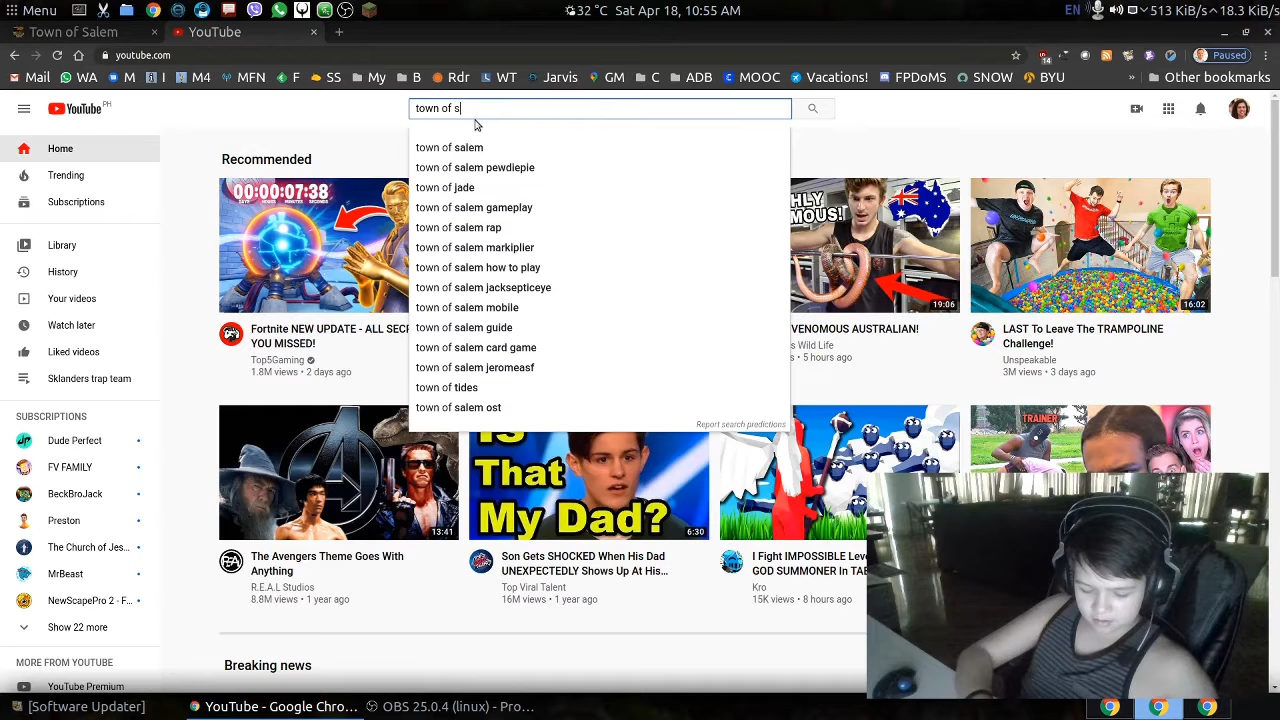 Menu
32 °C Sat Apr 18, 10:55 AM
EN
513 KiB/s 18.3 KiB/s
Town of Salem
YouTube
youtube.com
Paused
Mail WA M I M4 MFN F SS My B Rdr WT Jarvis GM C ADB MOOC Vacations! FPDoMS SNOW BYU » Other bookmarks
YouTube PH
town of s
Home
Trending
Subscriptions
Library
History
Your videos
Watch later
Liked videos
Sklanders trap team
SUBSCRIPTIONS
Dude Perfect
FV FAMILY
BeckBroJack
Preston
The Church of Jes...
MrBeast
NewScapePro 2 - F...
Show 22 more
MORE FROM YOUTUBE
YouTube Premium
town of salem
town of salem pewdiepie
town of jade
town of salem gameplay
town of salem rap
town of salem markiplier
town of salem how to play
town of salem jacksepticeye
town of salem mobile
town of salem guide
town of salem card game
town of salem jeromeasf
town of tides
town of salem ost
Report search predictions
Recommended
00:00:07:38
DAYS HOURS MINUTES SECONDS
Fortnite NEW UPDATE - ALL SEC
YOU MISSED!
Top5Gaming
1.8M views • 2 days ago
19:06
VENOMOUS AUSTRALIAN!
s Wild Life
s • 5 hours ago
16:02
LAST To Leave The TRAMPOLINE
Challenge!
Unspeakable
3M views • 3 days ago
13:41
The Avengers Theme Goes With
Anything
R.E.A.L Studios
8.8M views • 1 year ago
Is
That
My Dad?
6:30
Son Gets SHOCKED When His Dad
UNEXPECTEDLY Shows Up At His...
Top Viral Talent
16M views • 1 year ago
I Fight IMPOSSIBLE Leve
GOD SUMMONER In TAB
Kro
15K views • 8 hours ago
TRAINER
Breaking news
[Software Updater]
YouTube - Google Chro...
OBS 25.0.4 (linux) - Pro...